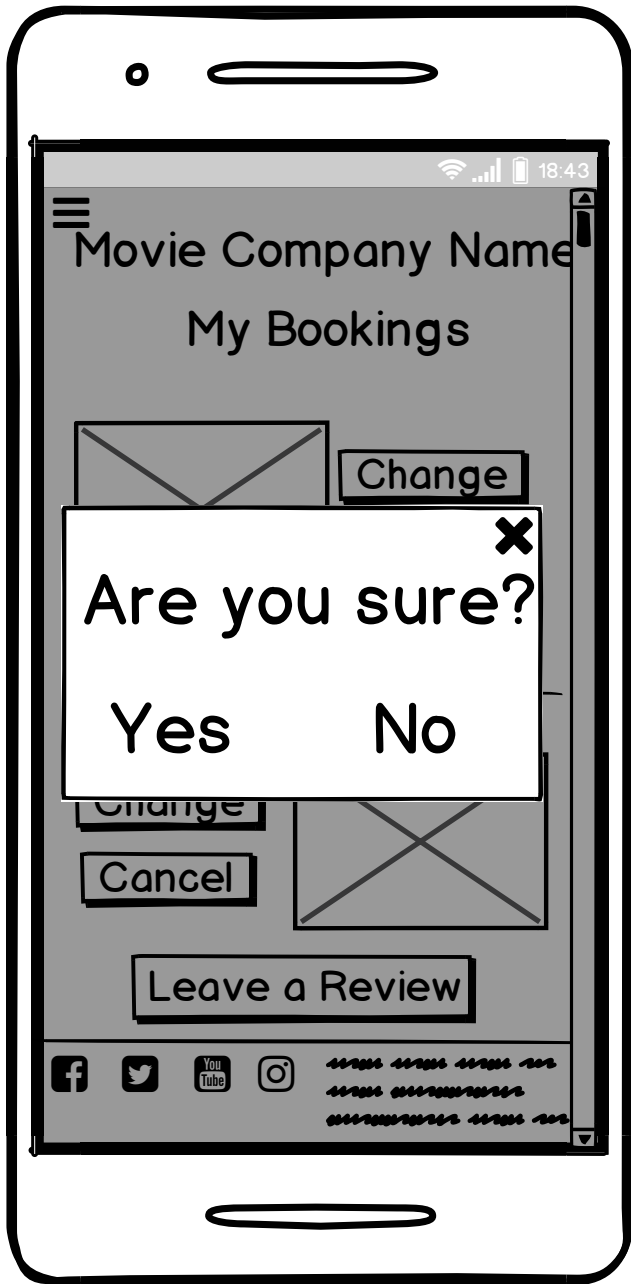 18:43
Movie Company Name
My Bookings
Change
Are you sure?
Yes No
Change
Cancel
Leave a Review
You
Tube